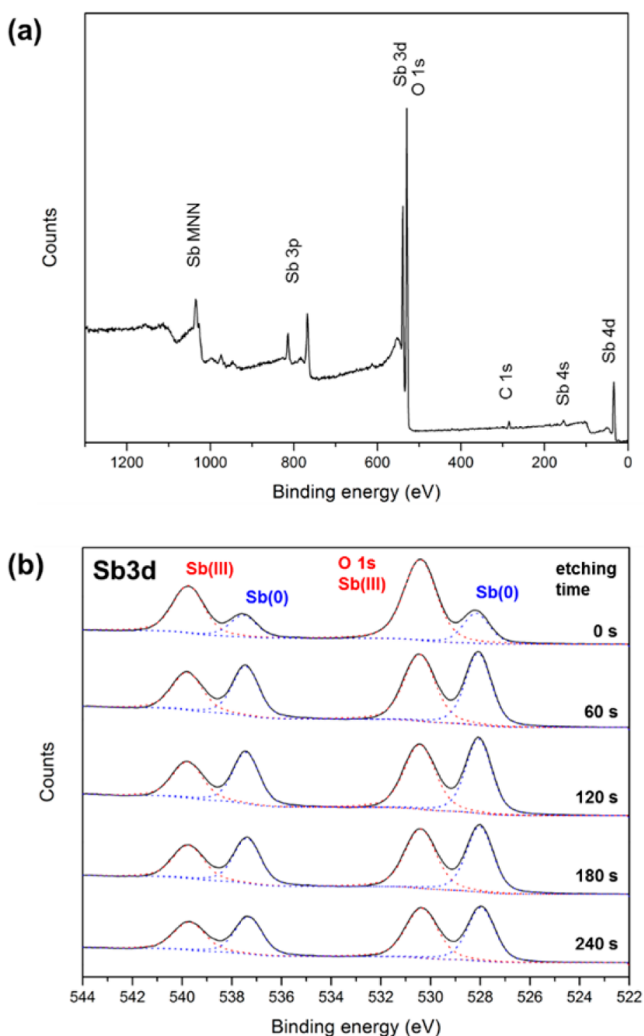 (a)
Counts
Sb MNN
Sb 3p
Sb 3d
O 1s
C 1s
Sb 4s
Sb 4d
1200 1000 800 600 400 200 0
Binding energy (eV)
(b)
Sb3d
Sb(III)
Sb(0)
O 1s
Sb(III)
Sb(0)
etching
time
0 s
60 s
120 s
180 s
240 s
Counts
544 542 540 538 536 534 532 530 528 526 524 522
Binding energy (eV)